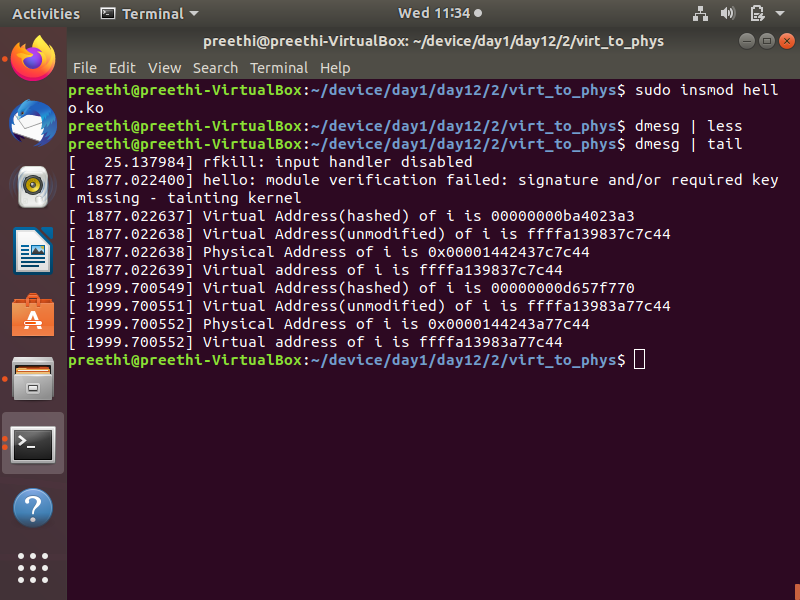 Activities Terminal Wed 11:34
preethi@preethi-VirtualBox: ~/device/day1/day12/2/virt_to_phys
File Edit View Search Terminal Help
preethi@preethi-VirtualBox:~/device/day1/day12/2/virt_to_phys$ sudo insmod hell
o.ko
preethi@preethi-VirtualBox:~/device/day1/day12/2/virt_to_phys$ dmesg | less
preethi@preethi-VirtualBox:~/device/day1/day12/2/virt_to_phys$ dmesg | tail
[   25.137984] rfkill: input handler disabled
[ 1877.022400] hello: module verification failed: signature and/or required key
 missing - tainting kernel
[ 1877.022637] Virtual Address(hashed) of i is 00000000ba4023a3
[ 1877.022638] Virtual Address(unmodified) of i is ffffa139837c7c44
[ 1877.022638] Physical Address of i is 0x00001442437c7c44
[ 1877.022639] Virtual address of i is ffffa139837c7c44
[ 1999.700549] Virtual Address(hashed) of i is 00000000d657f770
[ 1999.700551] Virtual Address(unmodified) of i is ffffa13983a77c44
[ 1999.700552] Physical Address of i is 0x0000144243a77c44
[ 1999.700552] Virtual address of i is ffffa13983a77c44
preethi@preethi-VirtualBox:~/device/day1/day12/2/virt_to_phys$